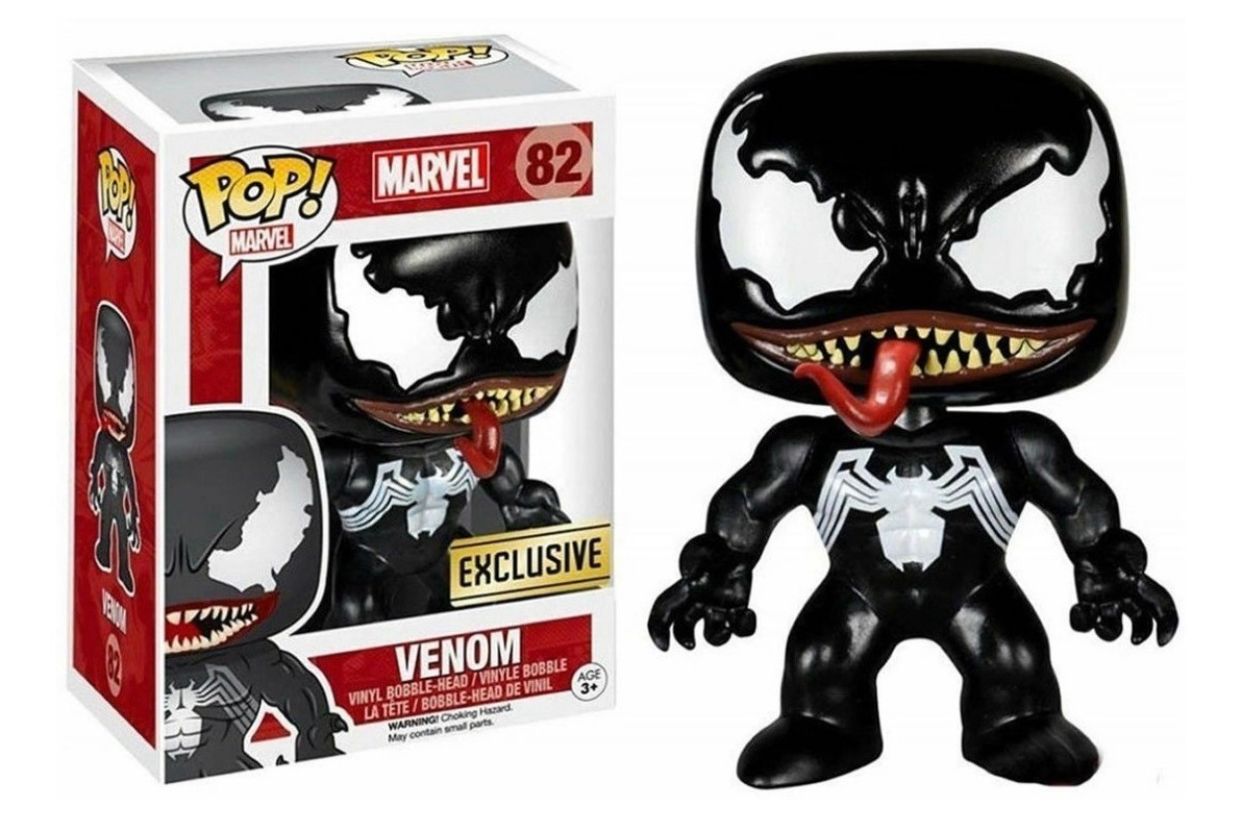 POP!
POP!
MARVEL
VENOM
82
POP!
MARVEL
MARVEL
82
EXCLUSIVE
VENOM
VINYL BOBBLE-HEAD / VINYLE BOBBLE
LA TÊTE / BOBBLE-HEAD DE VINIL
WARNING! Choking Hazard.
May contain small parts.
AGE
3+